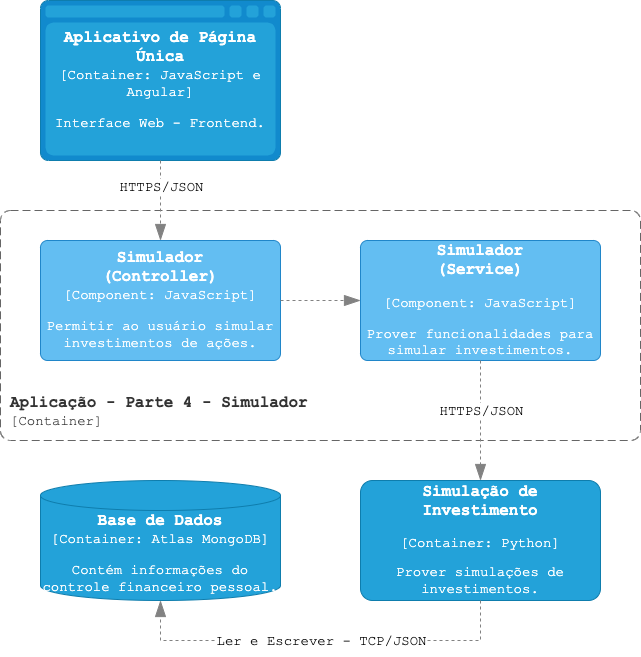 Aplicativo de Página
Única
[Container: JavaScript e
Angular]
Interface Web - Frontend.
HTTPS/JSON
Simulador
(Controller)
[Component: JavaScript]
Permitir ao usuário simular
investimentos de ações.
Simulador
(Service)
[Component: JavaScript]
Prover funcionalidades para
simular investimentos.
Aplicação - Parte 4 - Simulador
[Container]
HTTPS/JSON
Base de Dados
[Container: Atlas MongoDB]
Contém informações do
controle financeiro pessoal.
Simulação de
Investimento
[Container: Python]
Prover simulações de
investimentos.
Ler e Escrever - TCP/JSON